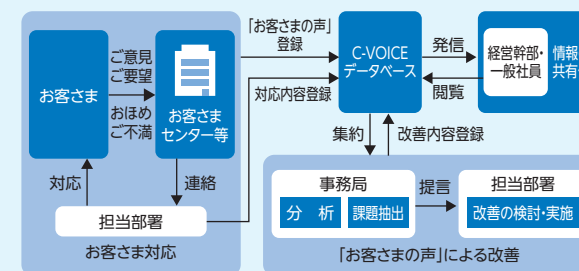 お客さま
ご意見
ご要望
おほめ
ご不満
お客さま
センター等
対応
連絡
担当部署
お客さま対応
「お客さまの声」
登録
対応内容登録
C-VOICE
データベース
発信
閲覧
経営幹部・
一般社員
情報
共有
集約
改善内容登録
事務局
分 析
課題抽出
提言
担当部署
改善の検討・実施
「お客さまの声」による改善